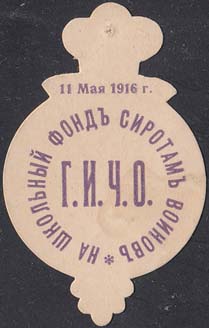 11 Мая 1916 г.
НА ШКОЛЬНЫЙ ФОНДЪ СИРОТАМЪ ВОИНОВЪ *
Г.И.Ч.О.